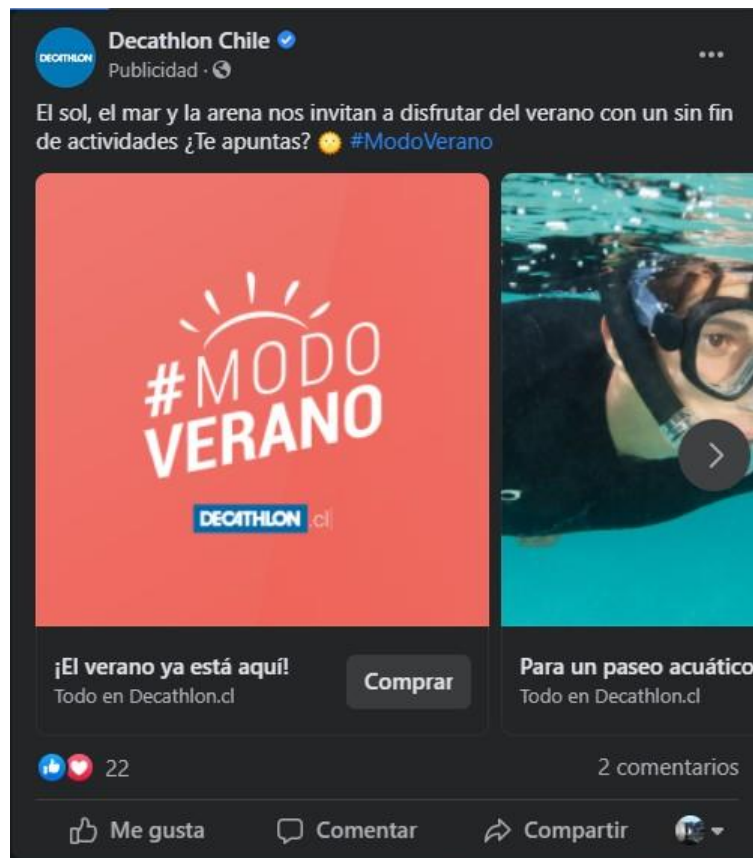 DECATHLON
Decathlon Chile
Publicidad ·
El sol, el mar y la arena nos invitan a disfrutar del verano con un sin fin
de actividades ¿Te apuntas? 🌞 #ModoVerano
#MODO
VERANO
DECATHLON.cl
¡El verano ya está aquí!
Todo en Decathlon.cl
Comprar
Para un paseo acuático
Todo en Decathlon.cl
22
2 comentarios
Me gusta
Comentar
Compartir